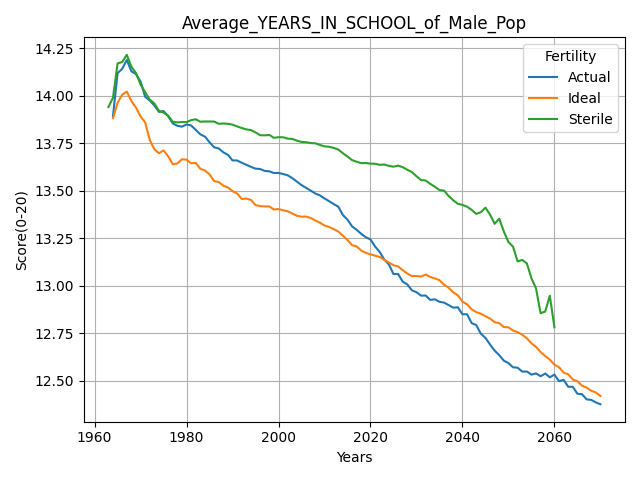 Average_YEARS_IN_SCHOOL_of_Male_Pop
Fertility
Actual
Ideal
Sterile
Score(0-20)
14.25
14.00
13.75
13.50
13.25
13.00
12.75
12.50
1960 1980 2000 2020 2040 2060
Years